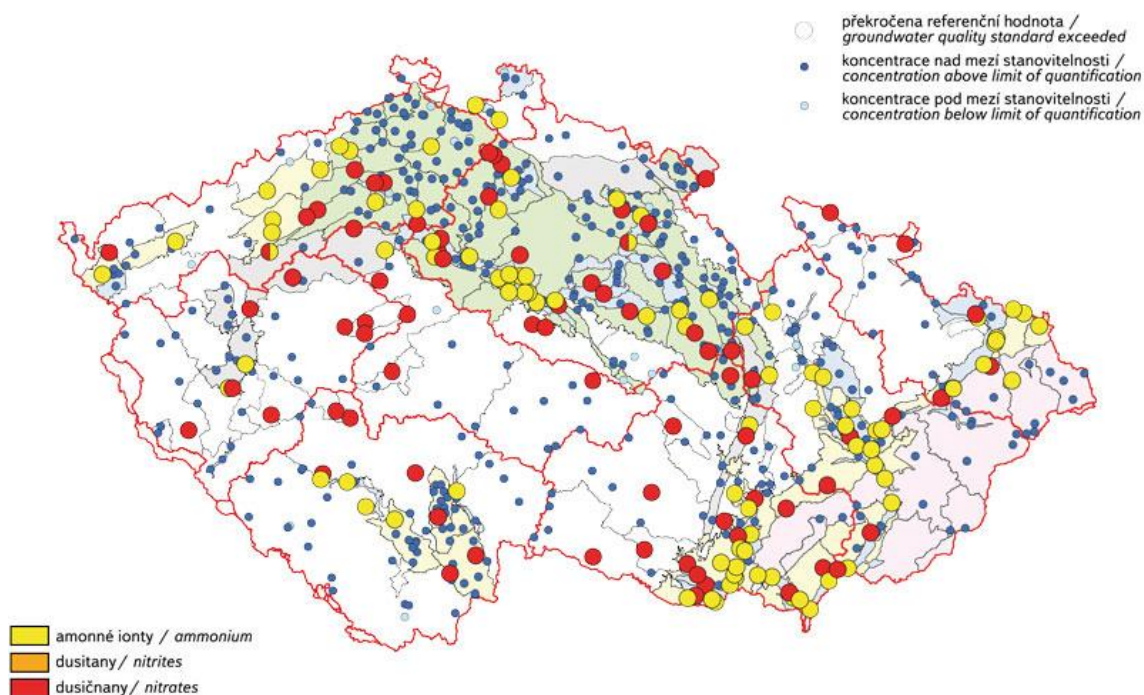 překročena referenční hodnota /
groundwater quality standard exceeded
koncentrace nad mezí stanovitelnosti /
concentration above limit of quantification
koncentrace pod mezí stanovitelnosti /
concentration below limit of quantification
amonné ionty / ammonium
dusitany / nitrites
dusičnany / nitrates